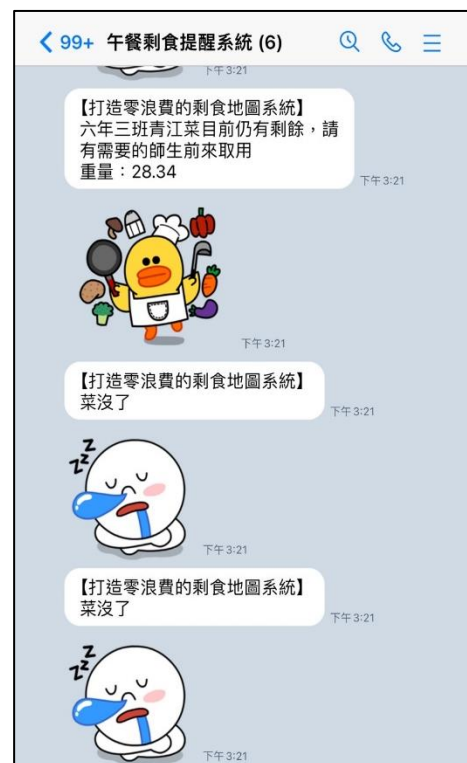 99+ 午餐剩食提醒系統 (6)
下午 3:21
【打造零浪費的剩食地圖系統】
六年三班青江菜目前仍有剩餘，請
有需要的師生前來取用
重量：28.34
下午 3:21
下午 3:21
【打造零浪費的剩食地圖系統】
菜沒了
下午 3:21
ZZZ
下午 3:21
【打造零浪費的剩食地圖系統】
菜沒了
下午 3:21
ZZZ
下午 3:21